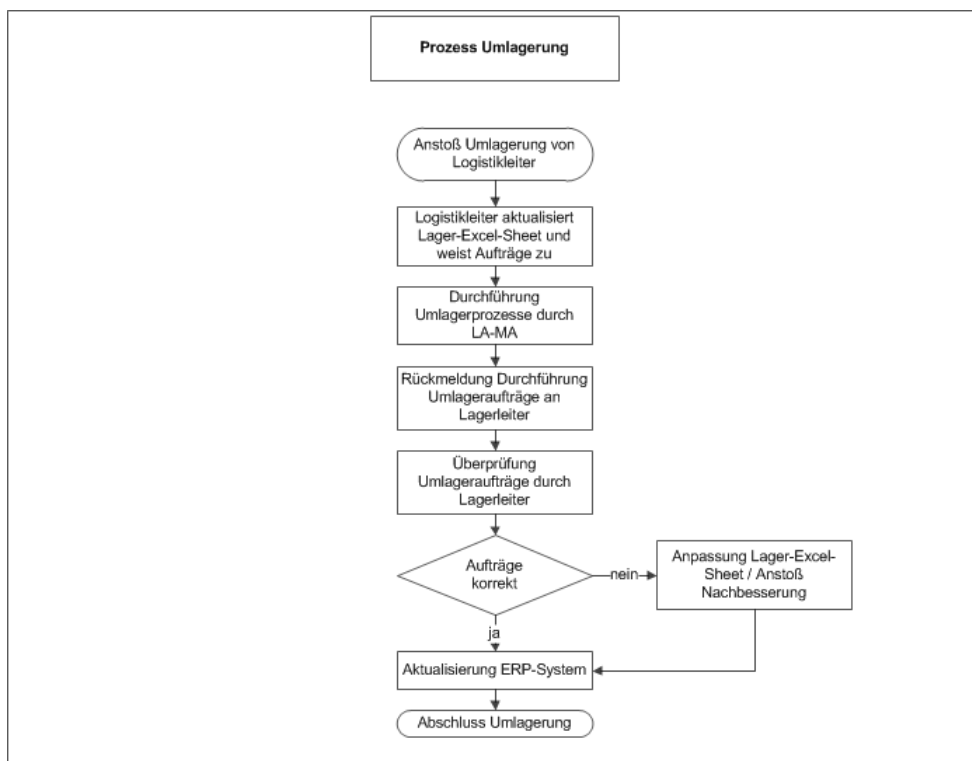 Prozess Umlagerung
Anstoß Umlagerung von
Logistikleiter
Logistikleiter aktualisiert
Lager-Excel-Sheet und
weist Aufträge zu
Durchführung
Umlagerprozesse durch
LA-MA
Rückmeldung Durchführung
Umlageraufträge an
Lagerleiter
Überprüfung
Umlageraufträge durch
Lagerleiter
Aufträge
korrekt
nein
Anpassung Lager-Excel-
Sheet / Anstoß
Nachbesserung
ja
Aktualisierung ERP-System
Abschluss Umlagerung